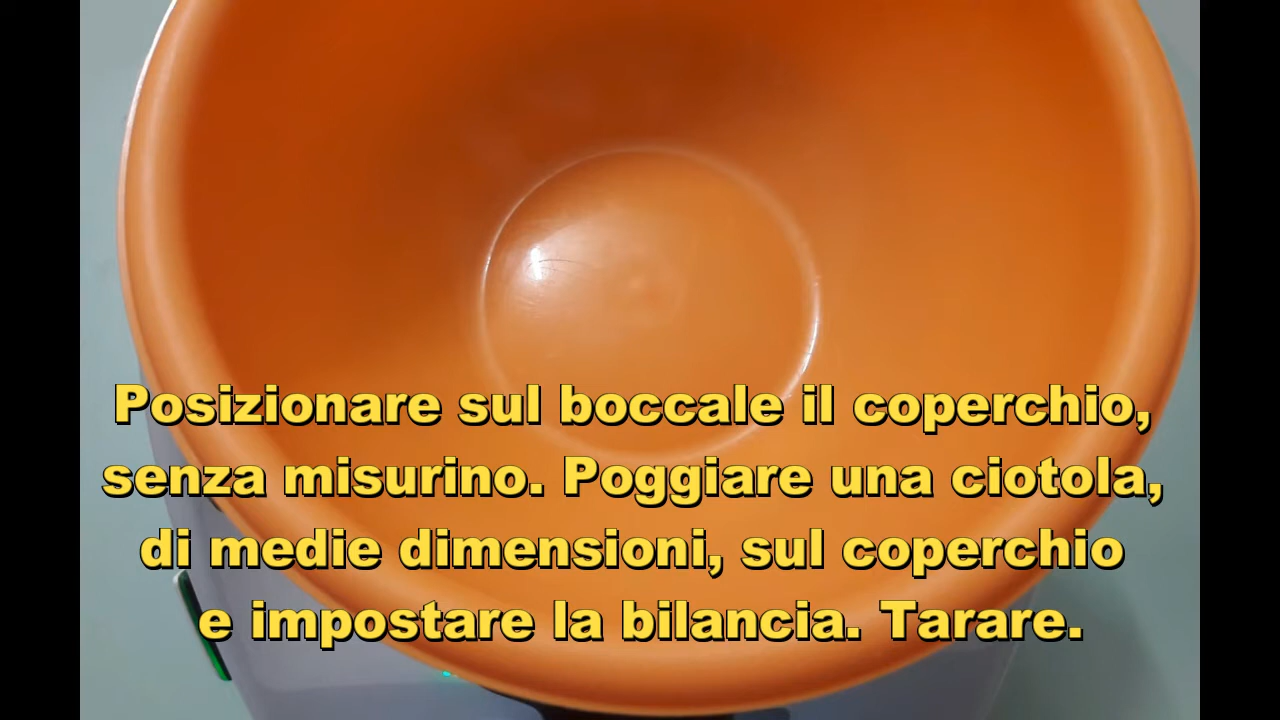 Posizionare sul boccale il coperchio,
senza misurino. Poggiare una ciotola,
di medie dimensioni, sul coperchio
e impostare la bilancia. Tarare.